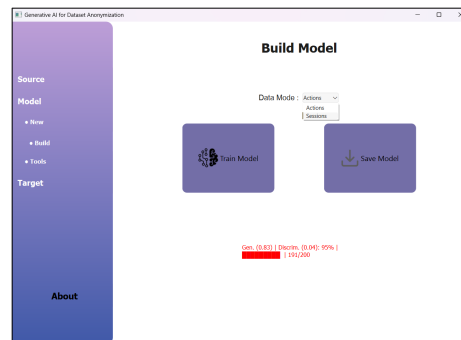 Generative AI for Dataset Anonymization
Build Model
Source
Model
• New
• Build
• Tools
Target
About
Data Mode : Actions
Actions
Sessions
Train Model
Save Model
Gen. (0.83) | Discrim. (0.04): 95% |
| 191/200